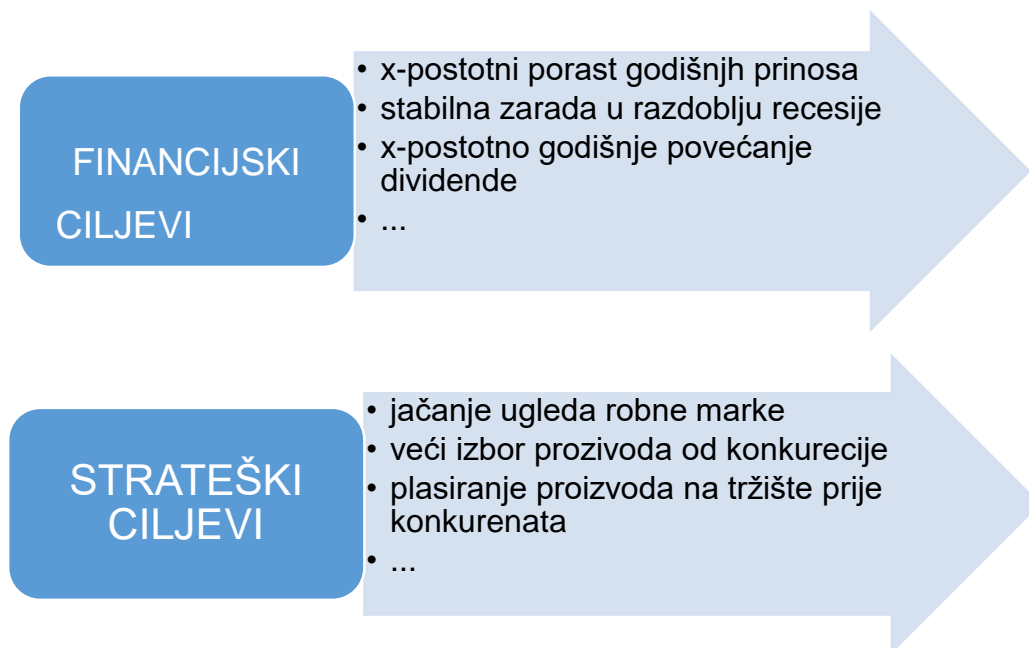 FINANCIJSKI
CILJEVI
• x-postotni porast godišnjh prinosa
• stabilna zarada u razdoblju recesije
• x-postotno godišnje povećanje
dividende
• ...
STRATEŠKI
CILJEVI
• jačanje ugleda robne marke
• veći izbor prozivoda od konkurecije
• plasiranje proizvoda na tržište prije
konkurenata
• ...